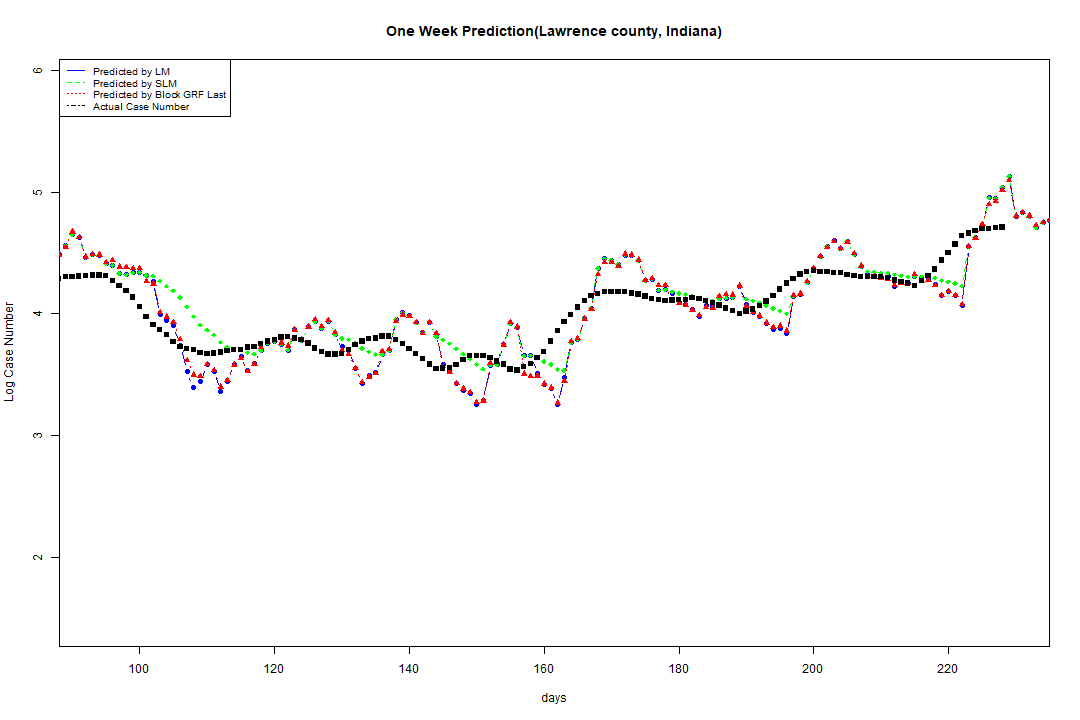 One Week Prediction(Lawrence county, Indiana)
Predicted by LM
Predicted by SLM
Predicted by Block GRF Last
Actual Case Number
6
5
4
3
2
Log Case Number
100 120 140 160 180 200 220
days